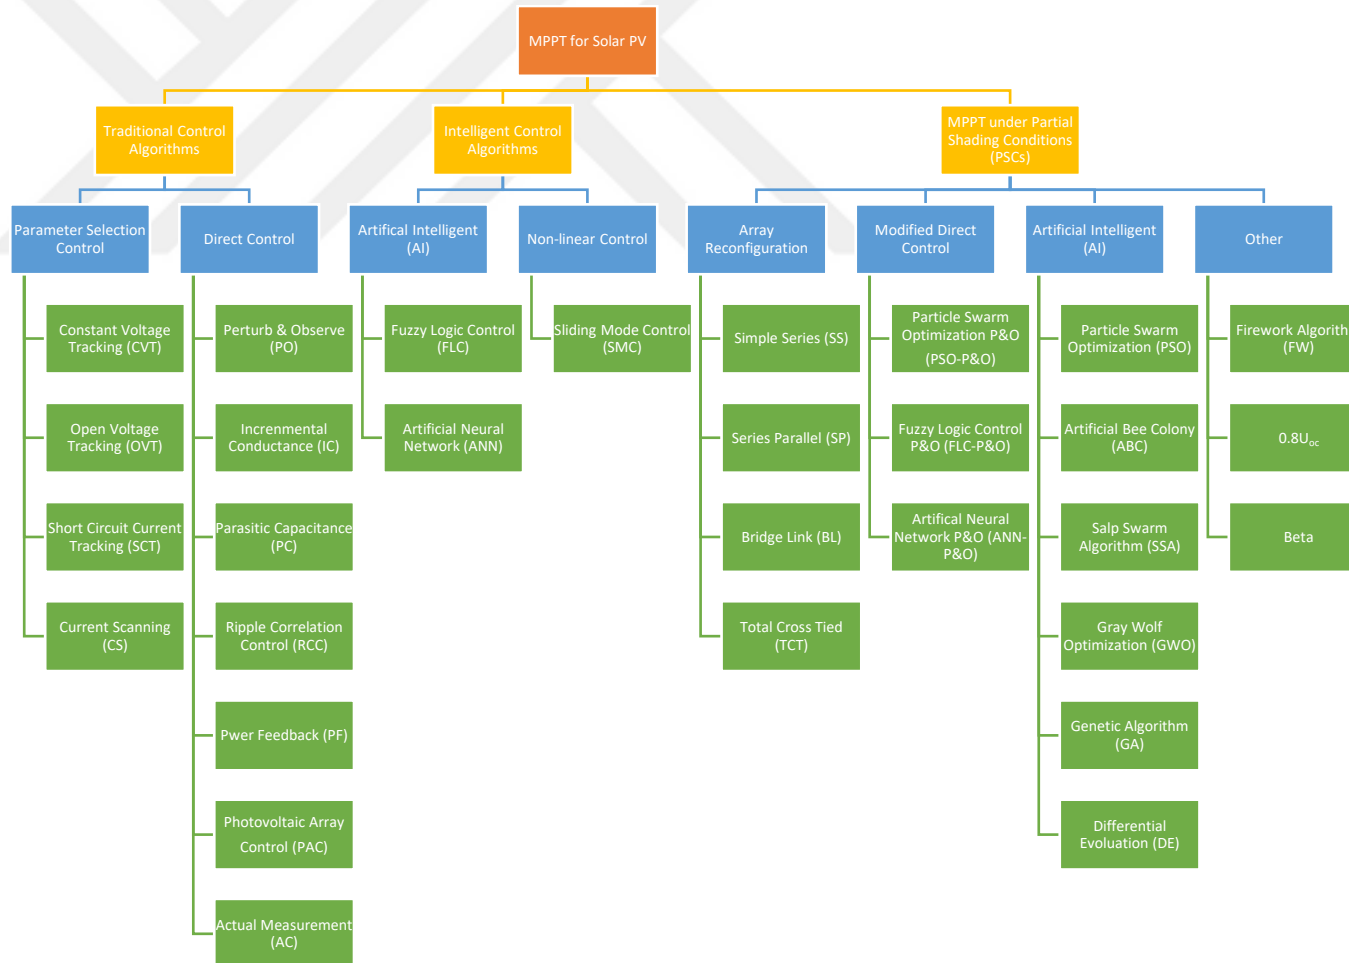 MPPT for Solar PV
Traditional Control
Algorithms
Intelligent Control
Algorithms
MPPT under Partial
Shading Conditions
(PSCs)
Parameter Selection
Control
Direct Control
Artifical Intelligent
(AI)
Non-linear Control
Array
Reconfiguration
Modified Direct
Control
Artificial Intelligent
(AI)
Other
Constant Voltage
Tracking (CVT)
Open Voltage
Tracking (OVT)
Short Circuit Current
Tracking (SCT)
Current Scanning
(CS)
Perturb & Observe
(PO)
Increnmental
Conductance (IC)
Parasitic Capacitance
(PC)
Ripple Correlation
Control (RCC)
Pwer Feedback (PF)
Photovoltaic Array
Control (PAC)
Actual Measurement
(AC)
Fuzzy Logic Control
(FLC)
Artificial Neural
Network (ANN)
Sliding Mode Control
(SMC)
Simple Series (SS)
Series Parallel (SP)
Bridge Link (BL)
Total Cross Tied
(TCT)
Particle Swarm
Optimization P&O
(PSO-P&O)
Fuzzy Logic Control
P&O (FLC-P&O)
Artifical Neural
Network P&O (ANN-
P&O)
Particle Swarm
Optimization (PSO)
Artificial Bee Colony
(ABC)
Salp Swarm
Algorithm (SSA)
Gray Wolf
Optimization (GWO)
Genetic Algorithm
(GA)
Differential
Evoluation (DE)
Firework Algorith
(FW)
0.8Uoc
Beta